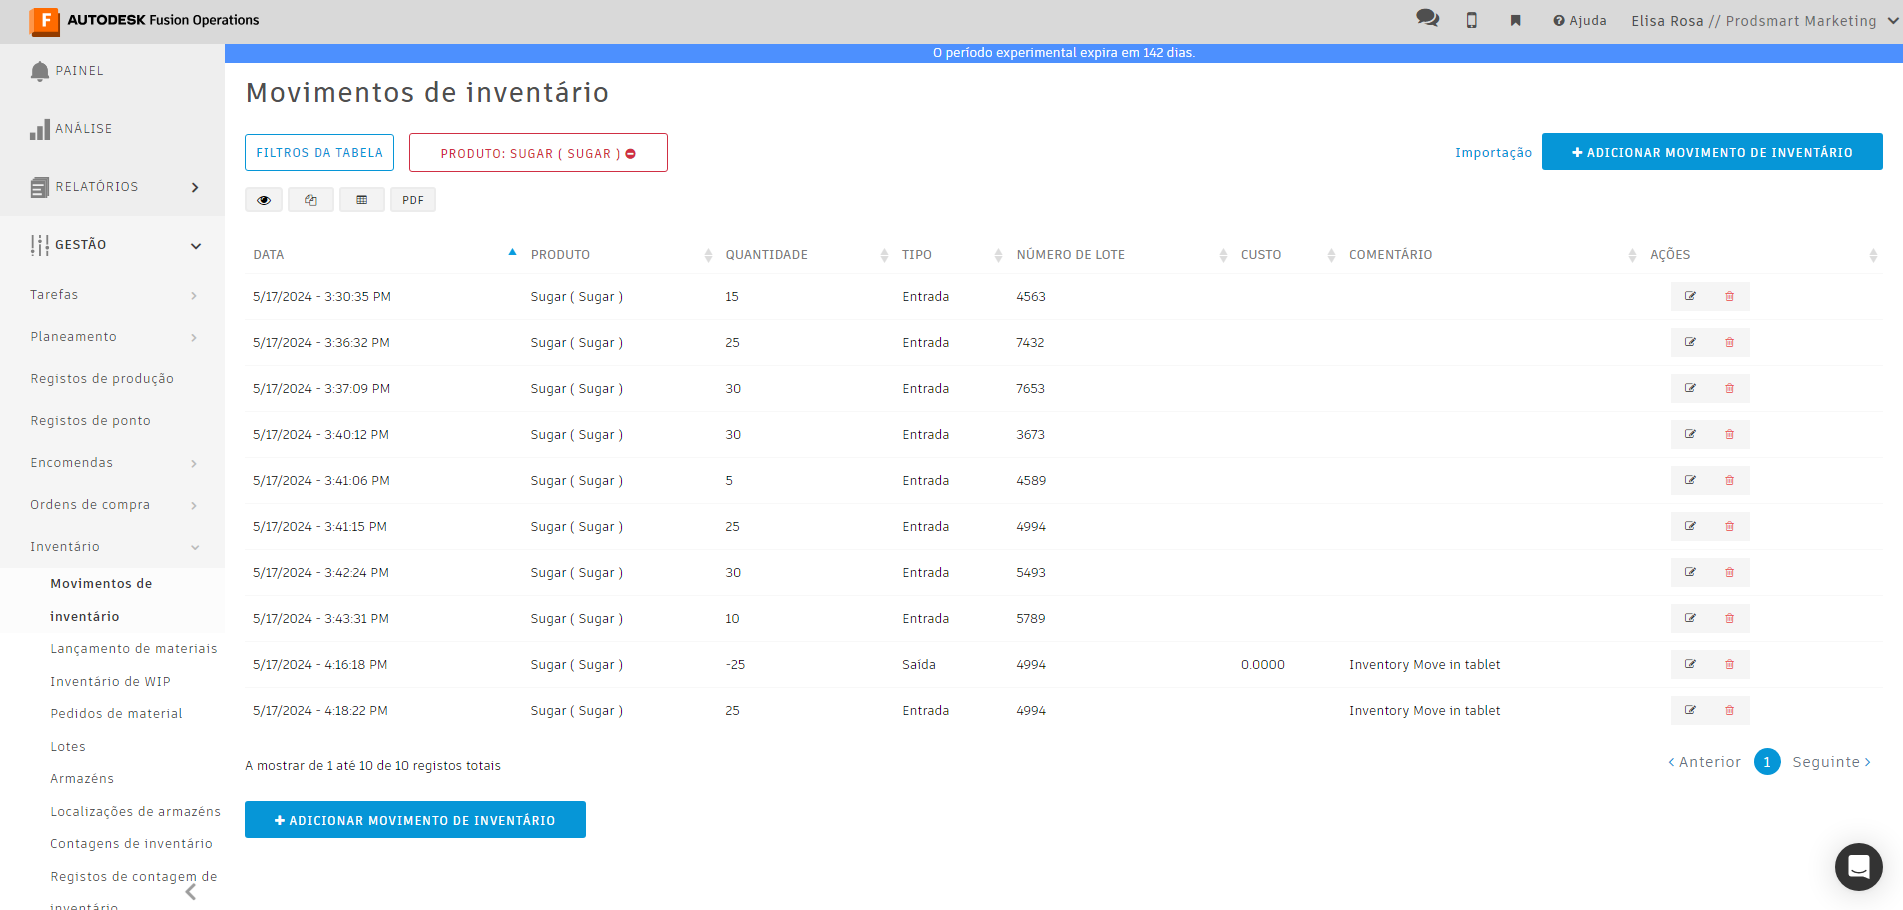 F AUTODESK Fusion Operations
Ajuda
Elisa Rosa // Prodsmart Marketing
O período experimental expira em 142 dias.
PAINEL
ANÁLISE
RELATÓRIOS
GESTÃO
Tarefas
Planeamento
Registos de produção
Registos de ponto
Encomendas
Ordens de compra
Inventário
Movimentos de
inventário
Lançamento de materiais
Inventário de WIP
Pedidos de material
Lotes
Armazéns
Localizações de armazéns
Contagens de inventário
Registos de contagem de
inventário
Movimentos de inventário
FILTROS DA TABELA
PRODUTO: SUGAR ( SUGAR )
Importação
+ ADICIONAR MOVIMENTO DE INVENTÁRIO
PDF
DATA PRODUTO QUANTIDADE TIPO NÚMERO DE LOTE CUSTO COMENTÁRIO AÇÕES
5/17/2024 - 3:30:35 PM Sugar ( Sugar ) 15 Entrada 4563
5/17/2024 - 3:36:32 PM Sugar ( Sugar ) 25 Entrada 7432
5/17/2024 - 3:37:09 PM Sugar ( Sugar ) 30 Entrada 7653
5/17/2024 - 3:40:12 PM Sugar ( Sugar ) 30 Entrada 3673
5/17/2024 - 3:41:06 PM Sugar ( Sugar ) 5 Entrada 4589
5/17/2024 - 3:41:15 PM Sugar ( Sugar ) 25 Entrada 4994
5/17/2024 - 3:42:24 PM Sugar ( Sugar ) 30 Entrada 5493
5/17/2024 - 3:43:31 PM Sugar ( Sugar ) 10 Entrada 5789
5/17/2024 - 4:16:18 PM Sugar ( Sugar ) -25 Saída 4994 0.0000 Inventory Move in tablet
5/17/2024 - 4:18:22 PM Sugar ( Sugar ) 25 Entrada 4994 Inventory Move in tablet
A mostrar de 1 até 10 de 10 registos totais
< Anterior 1 Seguinte >
+ ADICIONAR MOVIMENTO DE INVENTÁRIO